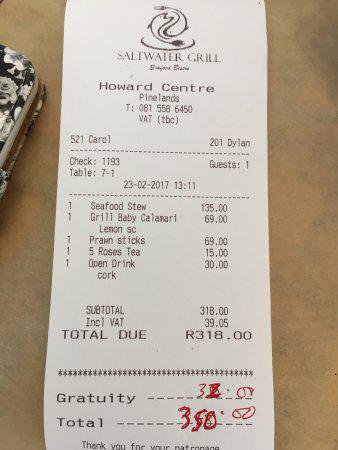 SALTWATER GRILL
Seafood Bistro
Howard Centre
Pinelands
T: 081 558 6450
VAT (tbc)
521 Carol 201 Dylan
Check: 1193 Guests: 1
Table: 7-1
23-02-2017 13:11
1 Seafood Stew 135.00
1 Grill Baby Calamari 69.00
Lemon sc
1 Prawn sticks 69.00
1 5 Roses Tea 15.00
1 Open Drink 30.00
cork
SUBTOTAL 318.00
Incl VAT 39.05
TOTAL DUE R318.00
****************************************
Gratuity 32.00
Total 350.00
Thank you for your patronage